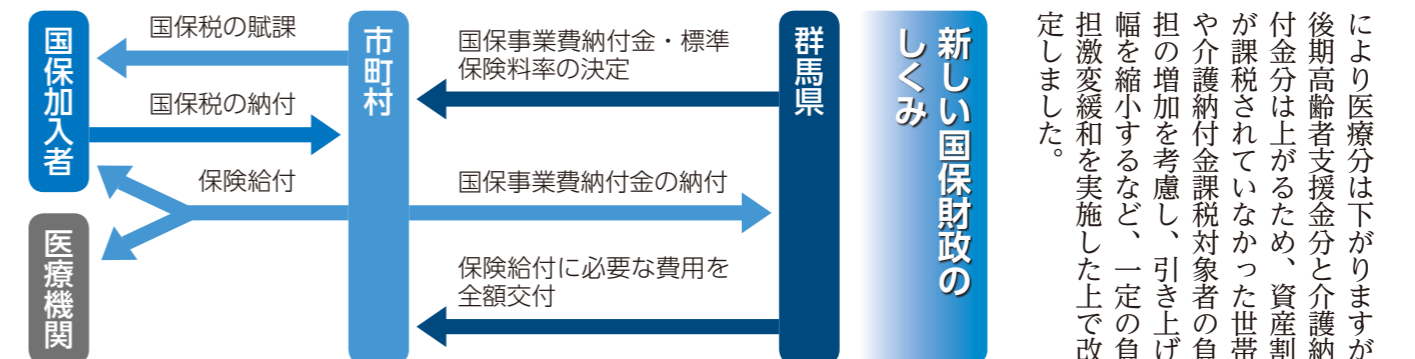 により医療分は下がりますが
後期高齢者支援金分と介護納
付金分は上がるため、資産割
が課税されていなかった世帯
や介護納付金課税対象者の負
担の増加を考慮し、引き上げ
幅を縮小するなど、一定の負
担激変緩和を実施した上で改
定しました。
新しい国保財政の
しくみ
群馬県
国保事業費納付金・標準
保険料率の決定
国保事業費納付金の納付
保険給付に必要な費用を
全額交付
市町村
国保税の賦課
国保税の納付
保険給付
国保加入者
医療機関